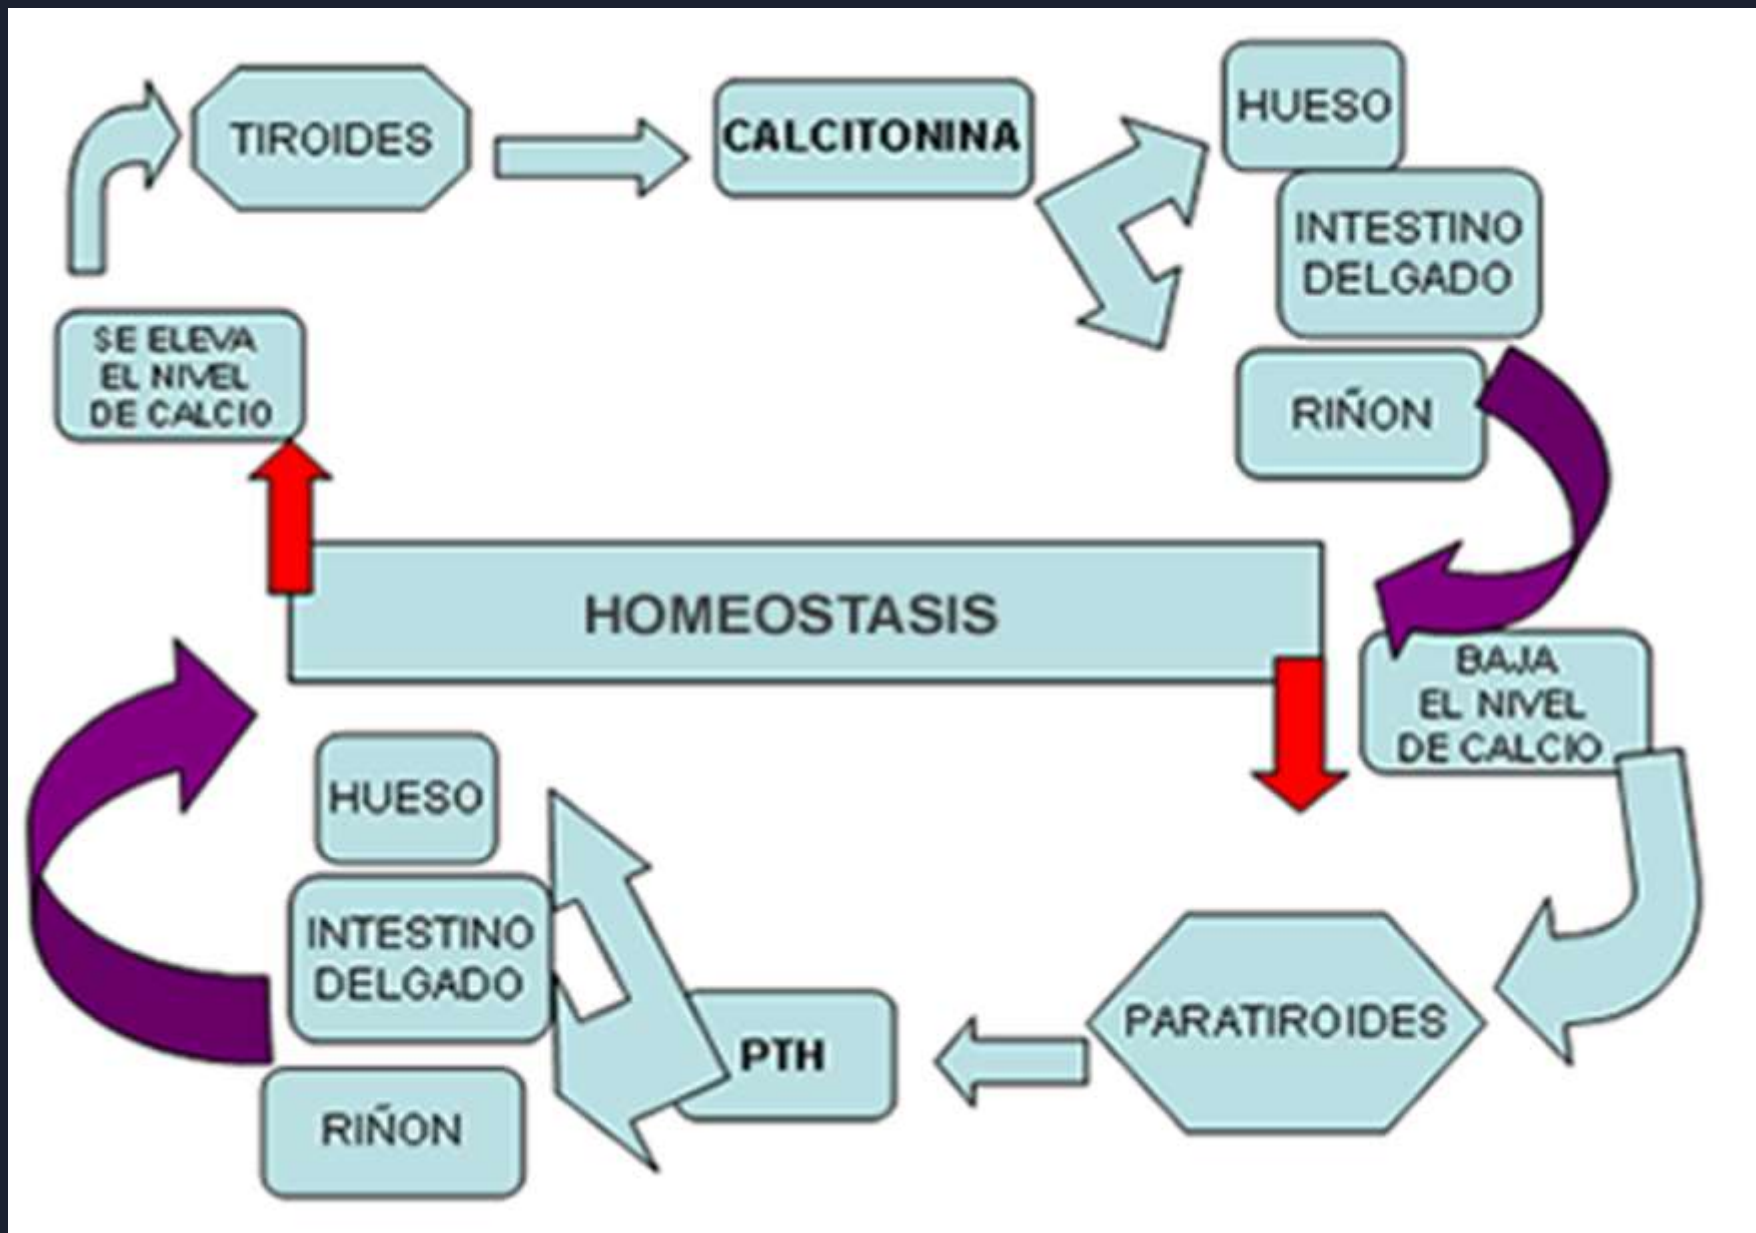 TIROIDES
CALCITONINA
HUESO
INTESTINO
DELGADO
RIÑON
SE ELEVA
EL NIVEL
DE CALCIO
HOMEOSTASIS
BAJA
EL NIVEL
DE CALCIO
HUESO
INTESTINO
DELGADO
RIÑON
PTH
PARATIROIDES